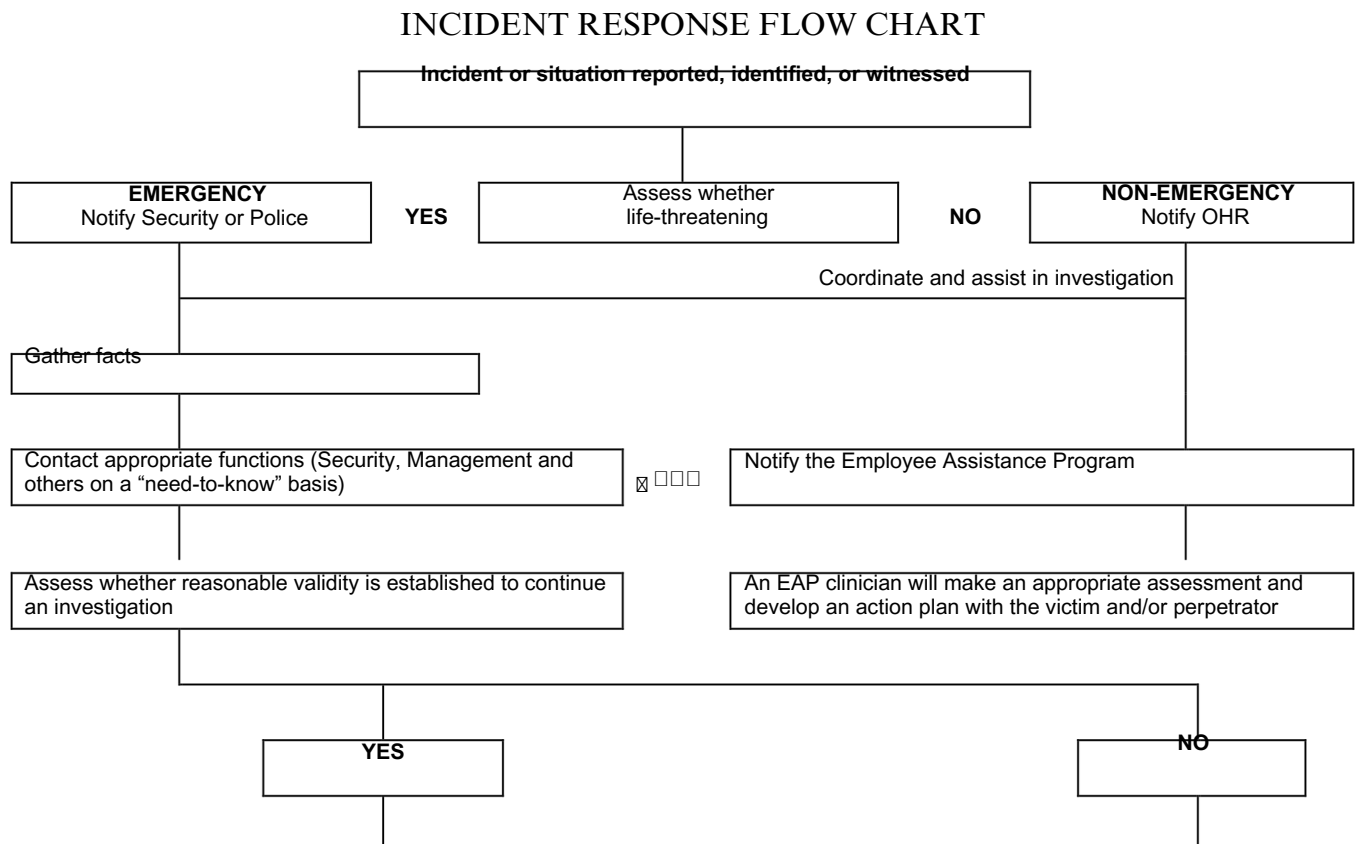 INCIDENT RESPONSE FLOW CHART
Incident or situation reported, identified, or witnessed
EMERGENCY
Notify Security or Police
YES
Assess whether
life-threatening
NO
NON-EMERGENCY
Notify OHR
Coordinate and assist in investigation
Gather facts
Contact appropriate functions (Security, Management and
others on a “need-to-know” basis)
Notify the Employee Assistance Program
Assess whether reasonable validity is established to continue
an investigation
An EAP clinician will make an appropriate assessment and
develop an action plan with the victim and/or perpetrator
YES
NO